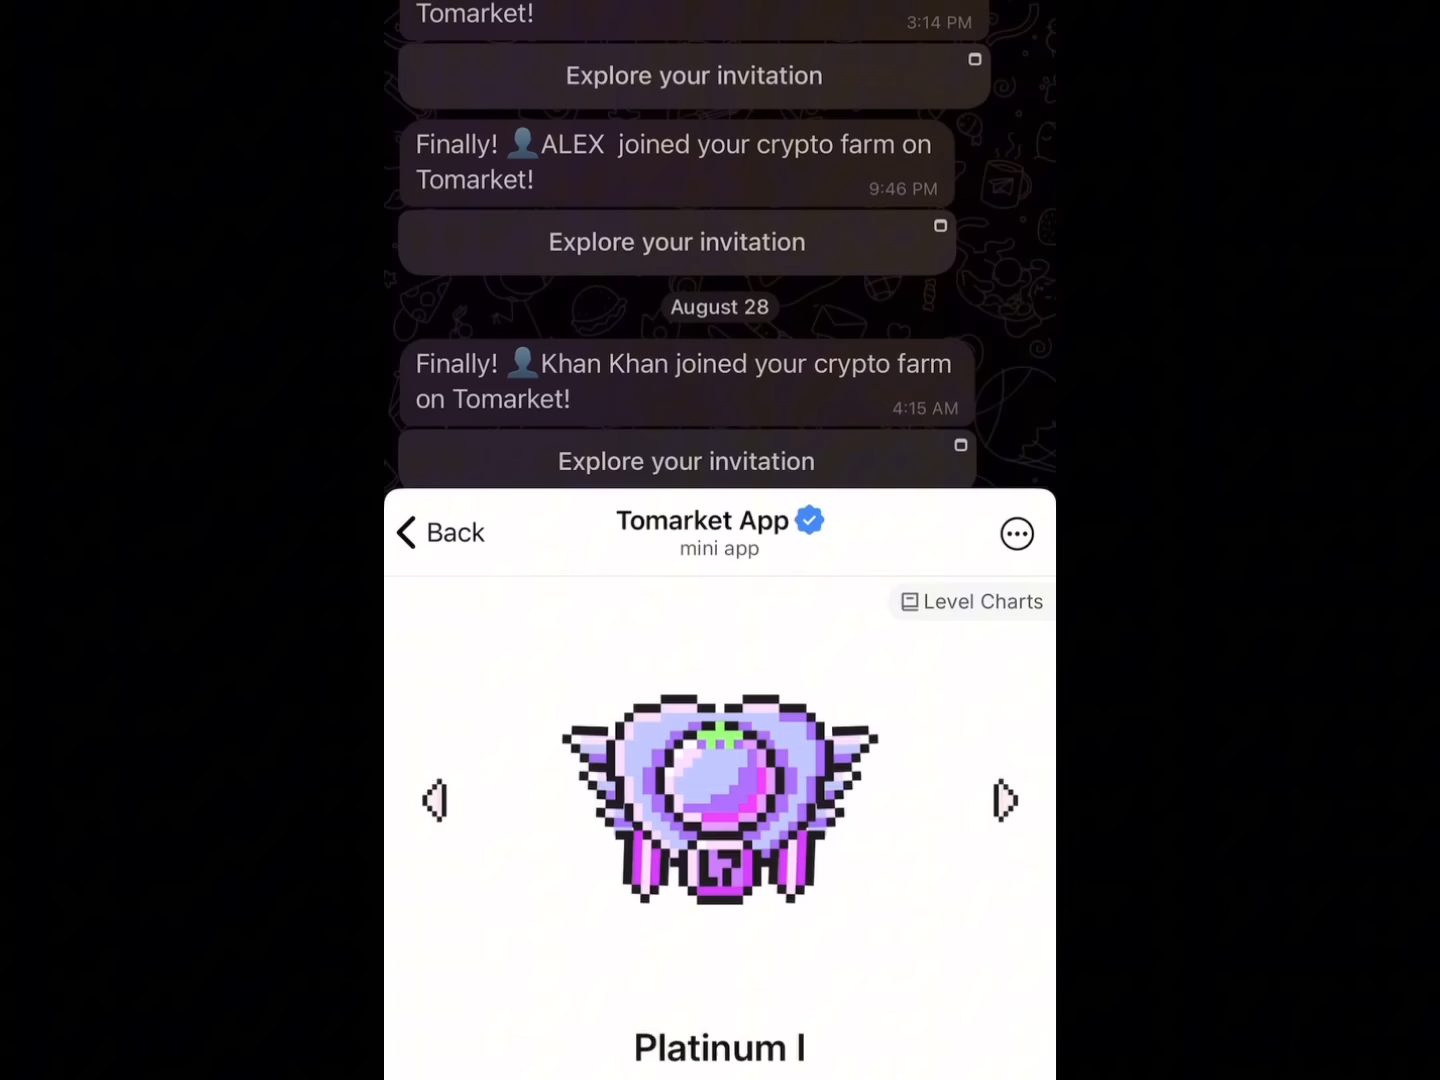 Tomarket!
3:14 PM
Explore your invitation
Finally! 👤ALEX joined your crypto farm on
Tomarket!
9:46 PM
Explore your invitation
August 28
Finally! 👤Khan Khan joined your crypto farm
on Tomarket!
4:15 AM
Explore your invitation
Back
Tomarket App
mini app
Level Charts
L7
Platinum I